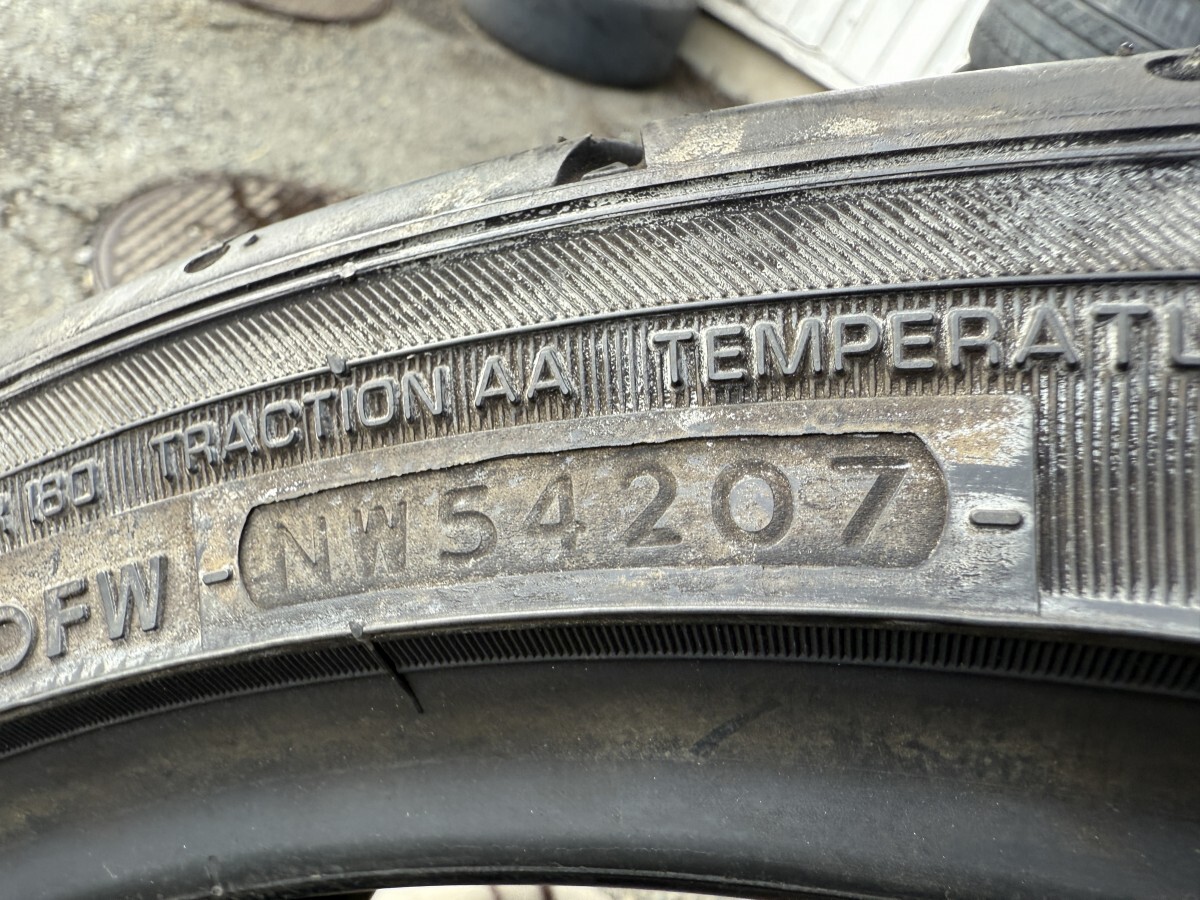 180 TRACTION AA TEMPERATU
OFW - NW54207 -